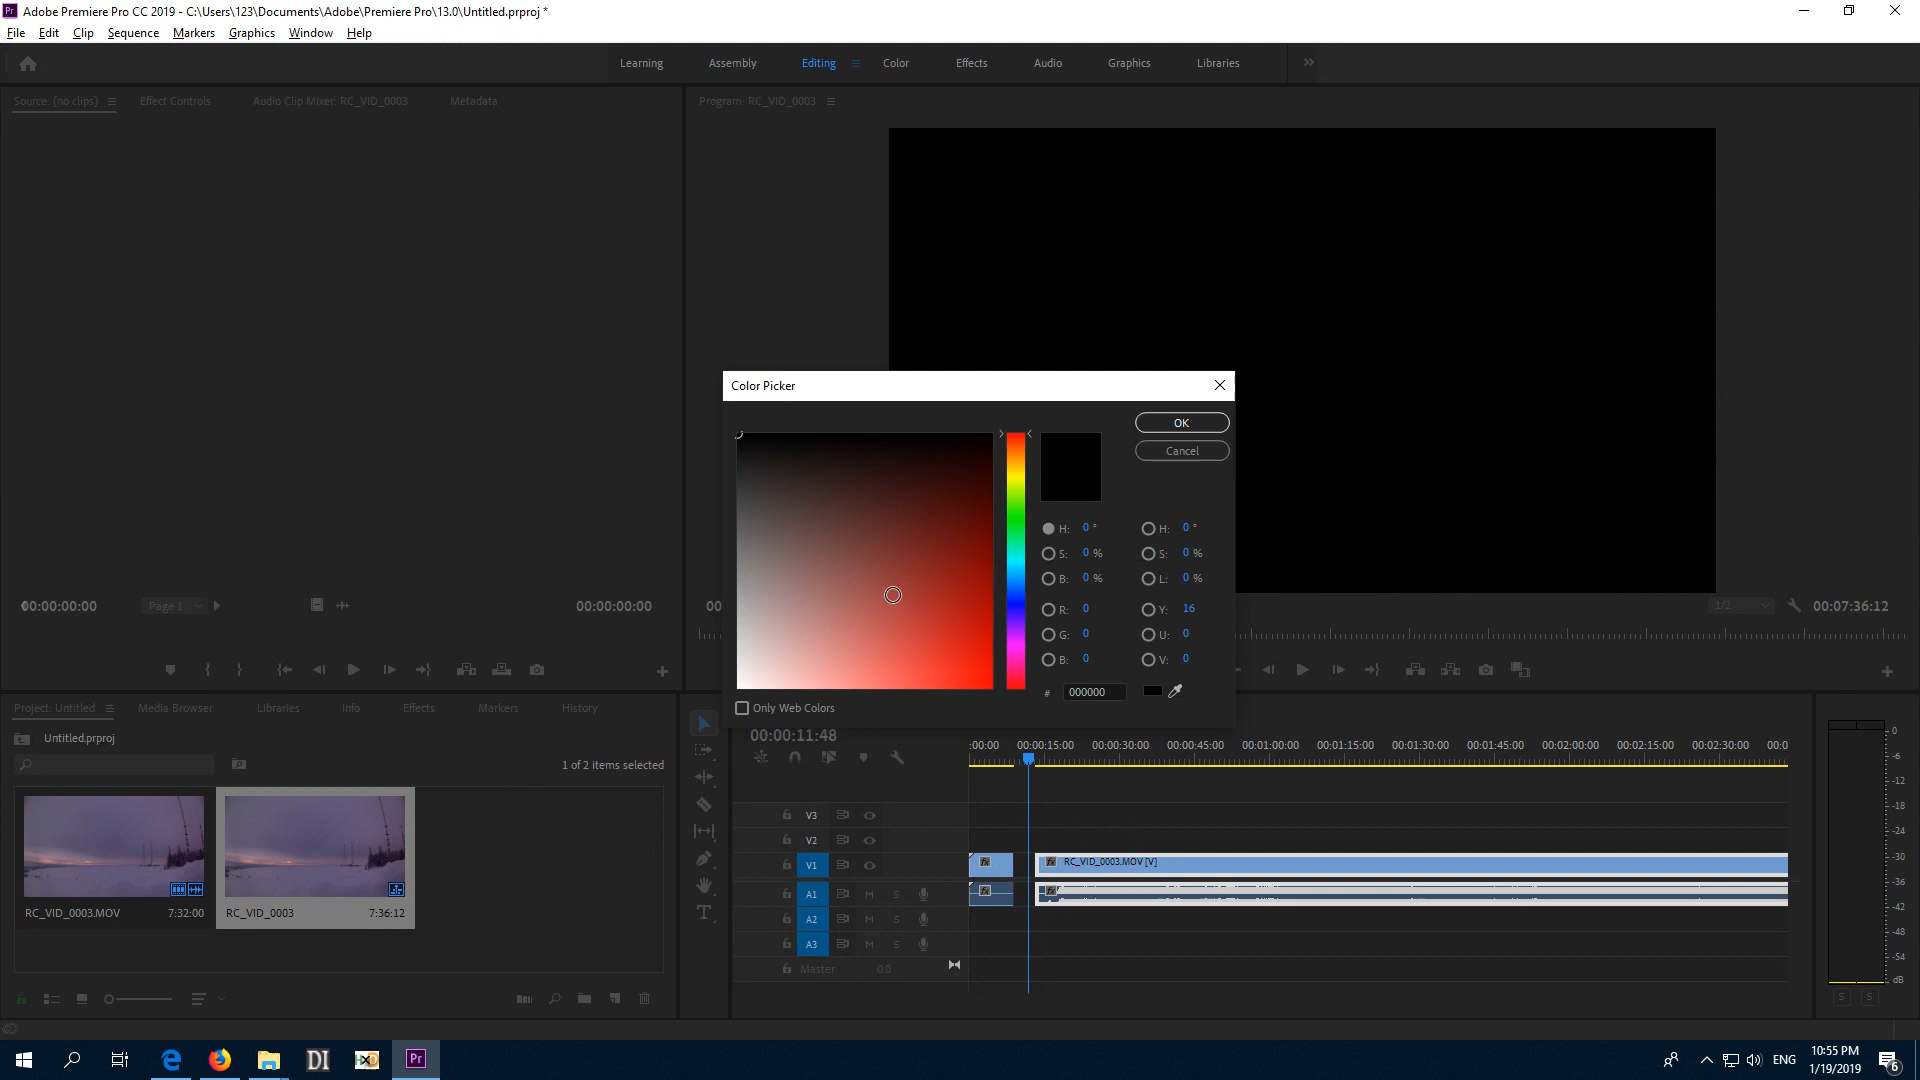 Pr Adobe Premiere Pro CC 2019 - C:\Users\123\Documents\Adobe\Premiere Pro\13.0\Untitled.prproj *
File Edit Clip Sequence Markers Graphics Window Help
Learning Assembly Editing Color Effects Audio Graphics Libraries
Source: (no clips) Effect Controls Audio Clip Mixer: RC_VID_0003 Metadata
Program: RC_VID_0003
Color Picker
OK
Cancel
H: 0 ° H: 0 °
S: 0 % S: 0 %
B: 0 % L: 0 %
R: 0 Y: 16
G: 0 U: 0
B: 0 V: 0
# 000000
Only Web Colors
00:00:00:00 Page 1 00:00:00:00
00
1/2 00:07:36:12
Project: Untitled Media Browser Libraries Info Effects Markers History
Untitled.prproj
1 of 2 items selected
RC_VID_0003.MOV 7:32:00
RC_VID_0003 7:36:12
00:00:11:48
:00:00 00:00:15:00 00:00:30:00 00:00:45:00 00:01:00:00 00:01:15:00 00:01:30:00 00:01:45:00 00:02:00:00 00:02:15:00 00:02:30:00 00:0
V3
V2
V1
fx fx RC_VID_0003.MOV [V]
A1 M S
fx fx
A2 M S
A3 M S
Master 0.0
0
-6
-12
-18
-24
-30
-36
-42
-48
-54
dB
S S
DI HxD Pr
ENG
10:55 PM
1/19/2019
6